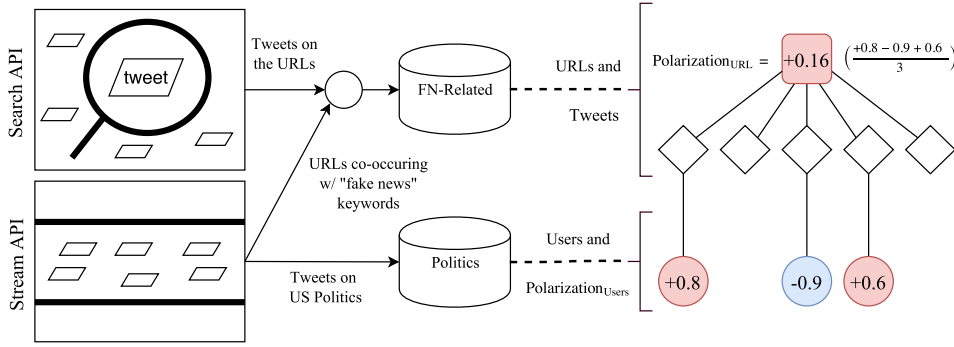 Search API
tweet
Tweets on
the URLs
FN-Related
URLs and
Tweets
Polarization_URL =
+0.16
(+0.8 − 0.9 + 0.6 / 3)
URLs co-occuring
w/ "fake news"
keywords
Stream API
Tweets on
US Politics
Politics
Users and
Polarization_Users
+0.8
-0.9
+0.6